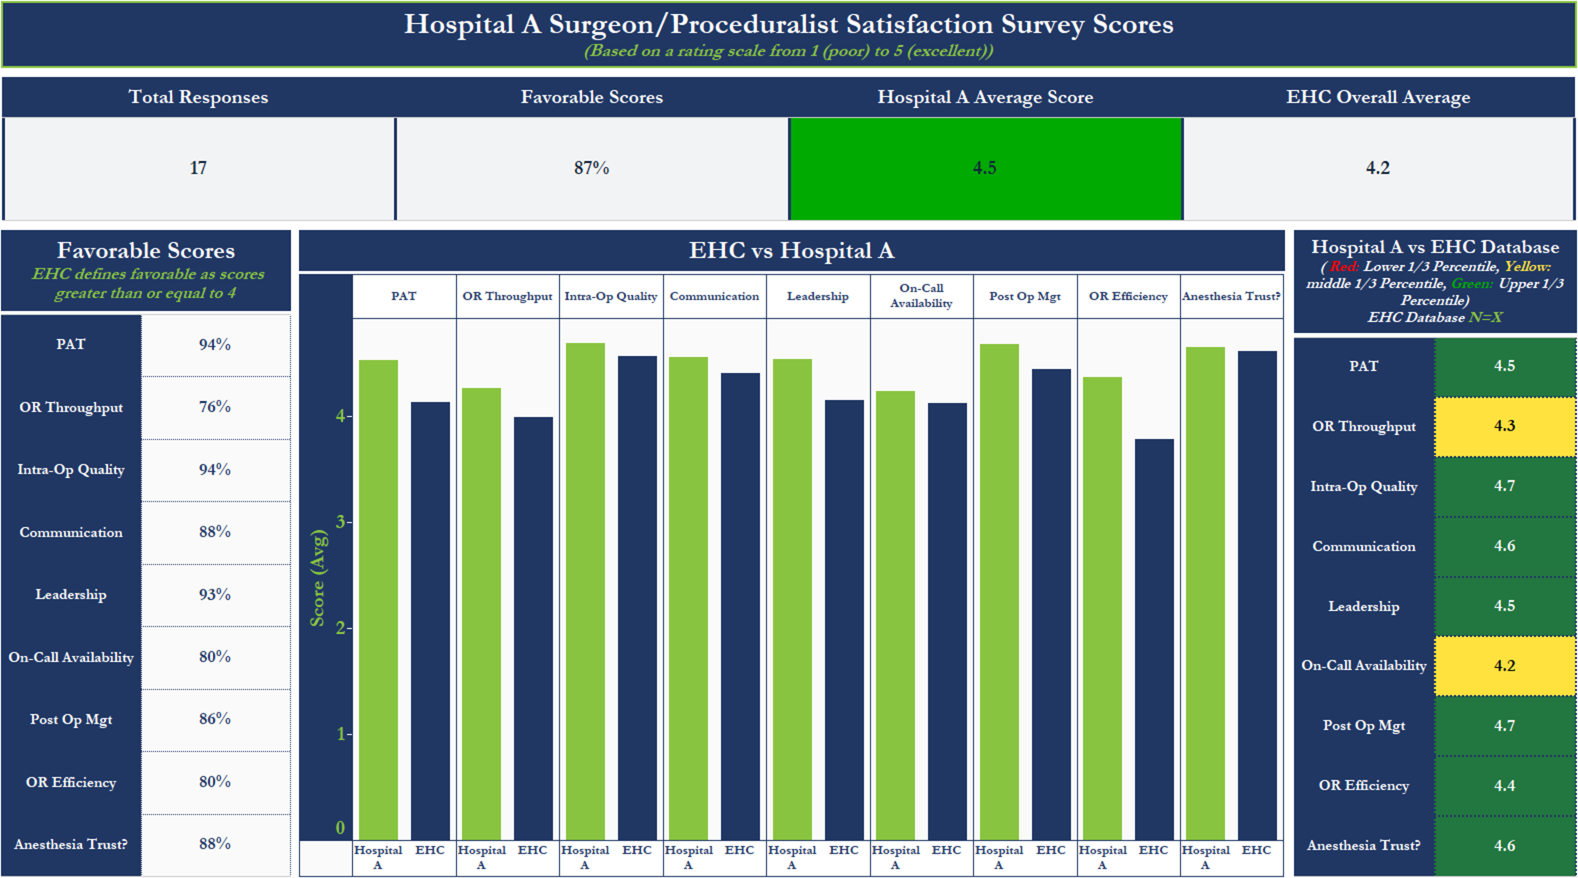 Hospital A Surgeon/Proceduralist Satisfaction Survey Scores
(Based on a rating scale from 1 (poor) to 5 (excellent))
Total Responses
Favorable Scores
Hospital A Average Score
EHC Overall Average
17
87%
4.5
4.2
Favorable Scores
EHC defines favorable as scores
greater than or equal to 4
PAT 94%
OR Throughput 76%
Intra-Op Quality 94%
Communication 88%
Leadership 93%
On-Call Availability 80%
Post Op Mgt 86%
OR Efficiency 80%
Anesthesia Trust? 88%
EHC vs Hospital A
PAT
OR Throughput
Intra-Op Quality
Communication
Leadership
On-Call
Availability
Post Op Mgt
OR Efficiency
Anesthesia Trust?
Score (Avg)
4
3
2
1
0
Hospital
A
EHC
Hospital
A
EHC
Hospital
A
EHC
Hospital
A
EHC
Hospital
A
EHC
Hospital
A
EHC
Hospital
A
EHC
Hospital
A
EHC
Hospital
A
EHC
Hospital A vs EHC Database
( Red: Lower 1/3 Percentile, Yellow:
middle 1/3 Percentile, Green: Upper 1/3
Percentile)
EHC Database N=X
PAT 4.5
OR Throughput 4.3
Intra-Op Quality 4.7
Communication 4.6
Leadership 4.5
On-Call Availability 4.2
Post Op Mgt 4.7
OR Efficiency 4.4
Anesthesia Trust? 4.6